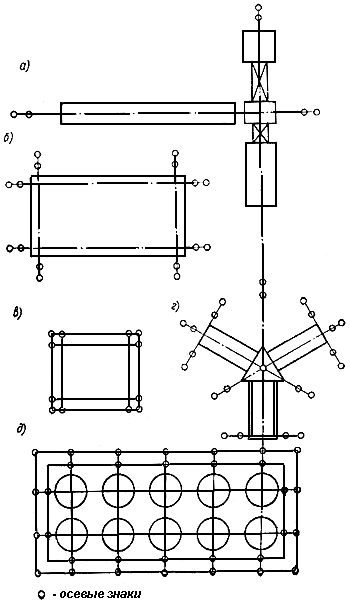 а)
б)
в)
г)
д)
- осевые знаки